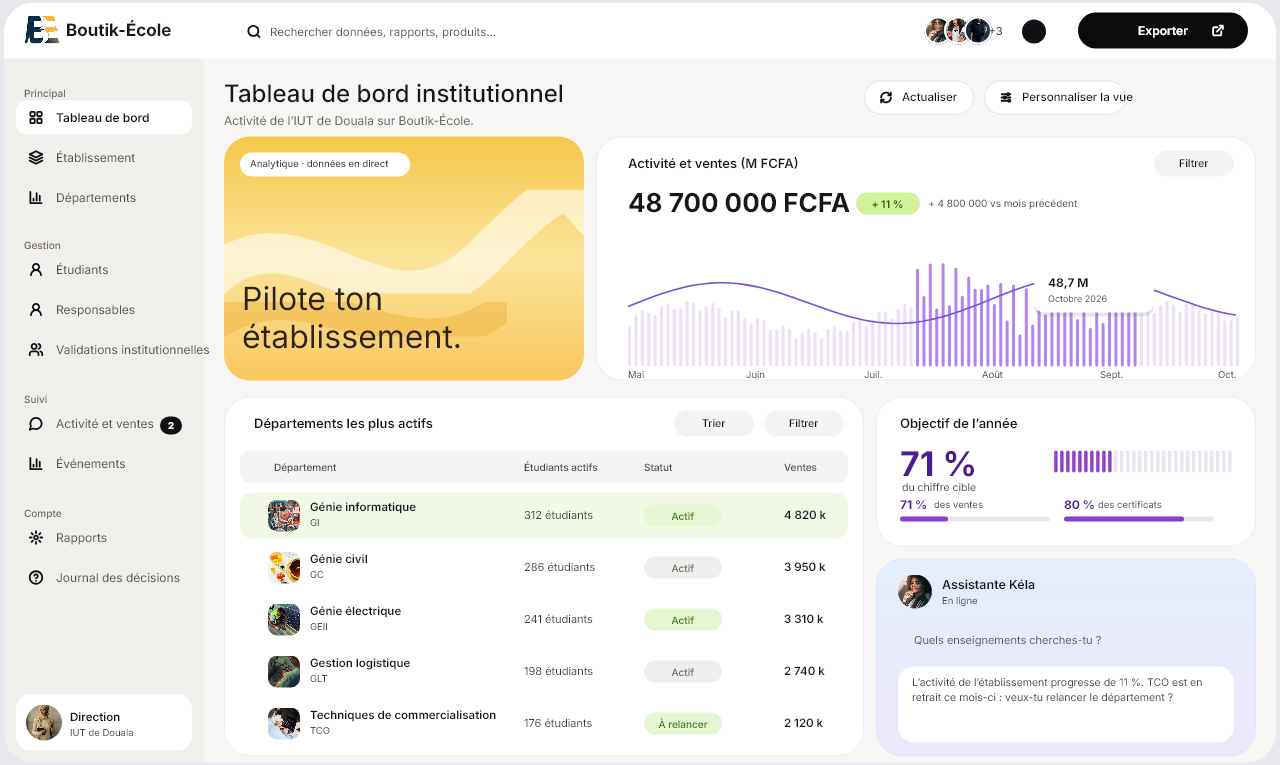 Boutik-École
Rechercher données, rapports, produits...
+3
Exporter
Principal
Tableau de bord
Établissement
Départements
Gestion
Étudiants
Responsables
Validations institutionnelles
Suivi
Activité et ventes 2
Événements
Compte
Rapports
Journal des décisions
Direction
IUT de Douala
Tableau de bord institutionnel
Activité de l’IUT de Douala sur Boutik-École.
Actualiser
Personnaliser la vue
Analytique · données en direct
Pilote ton
établissement.
Activité et ventes (M FCFA)
Filtrer
48 700 000 FCFA + 11 % + 4 800 000 vs mois précédent
48,7 M
Octobre 2026
Mai Juin Juil. Août Sept. Oct.
Départements les plus actifs
Trier Filtrer
Département Étudiants actifs Statut Ventes
Génie informatique
GI
312 étudiants Actif 4 820 k
Génie civil
GC
286 étudiants Actif 3 950 k
Génie électrique
GEII
241 étudiants Actif 3 310 k
Gestion logistique
GLT
198 étudiants Actif 2 740 k
Techniques de commercialisation
TCO
176 étudiants À relancer 2 120 k
Objectif de l’année
71 %
du chiffre cible
71 % des ventes
80 % des certificats
Assistante Kéla
En ligne
Quels enseignements cherches-tu ?
L’activité de l’établissement progresse de 11 %. TCO est en
retrait ce mois-ci : veux-tu relancer le département ?